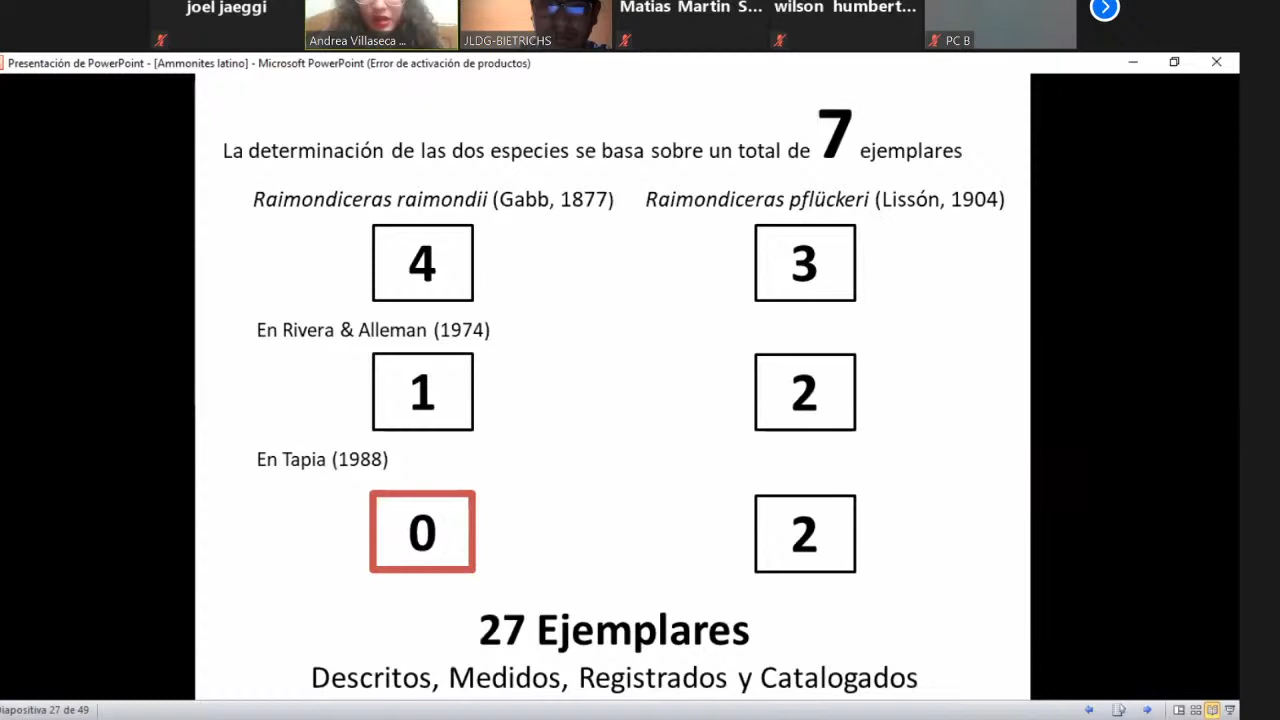 joel jaeggi
Andrea Villaseca ...
JLDG-BIETRICHS
Matias Martin S...
wilson humbert...
PC B
Presentación de PowerPoint - [Ammonites latino] - Microsoft PowerPoint (Error de activación de productos)
La determinación de las dos especies se basa sobre un total de 7 ejemplares
Raimondiceras raimondii (Gabb, 1877) Raimondiceras pflückeri (Lissón, 1904)
4 3
En Rivera & Alleman (1974)
1 2
En Tapia (1988)
0 2
27 Ejemplares
Descritos, Medidos, Registrados y Catalogados
iapositiva 27 de 49